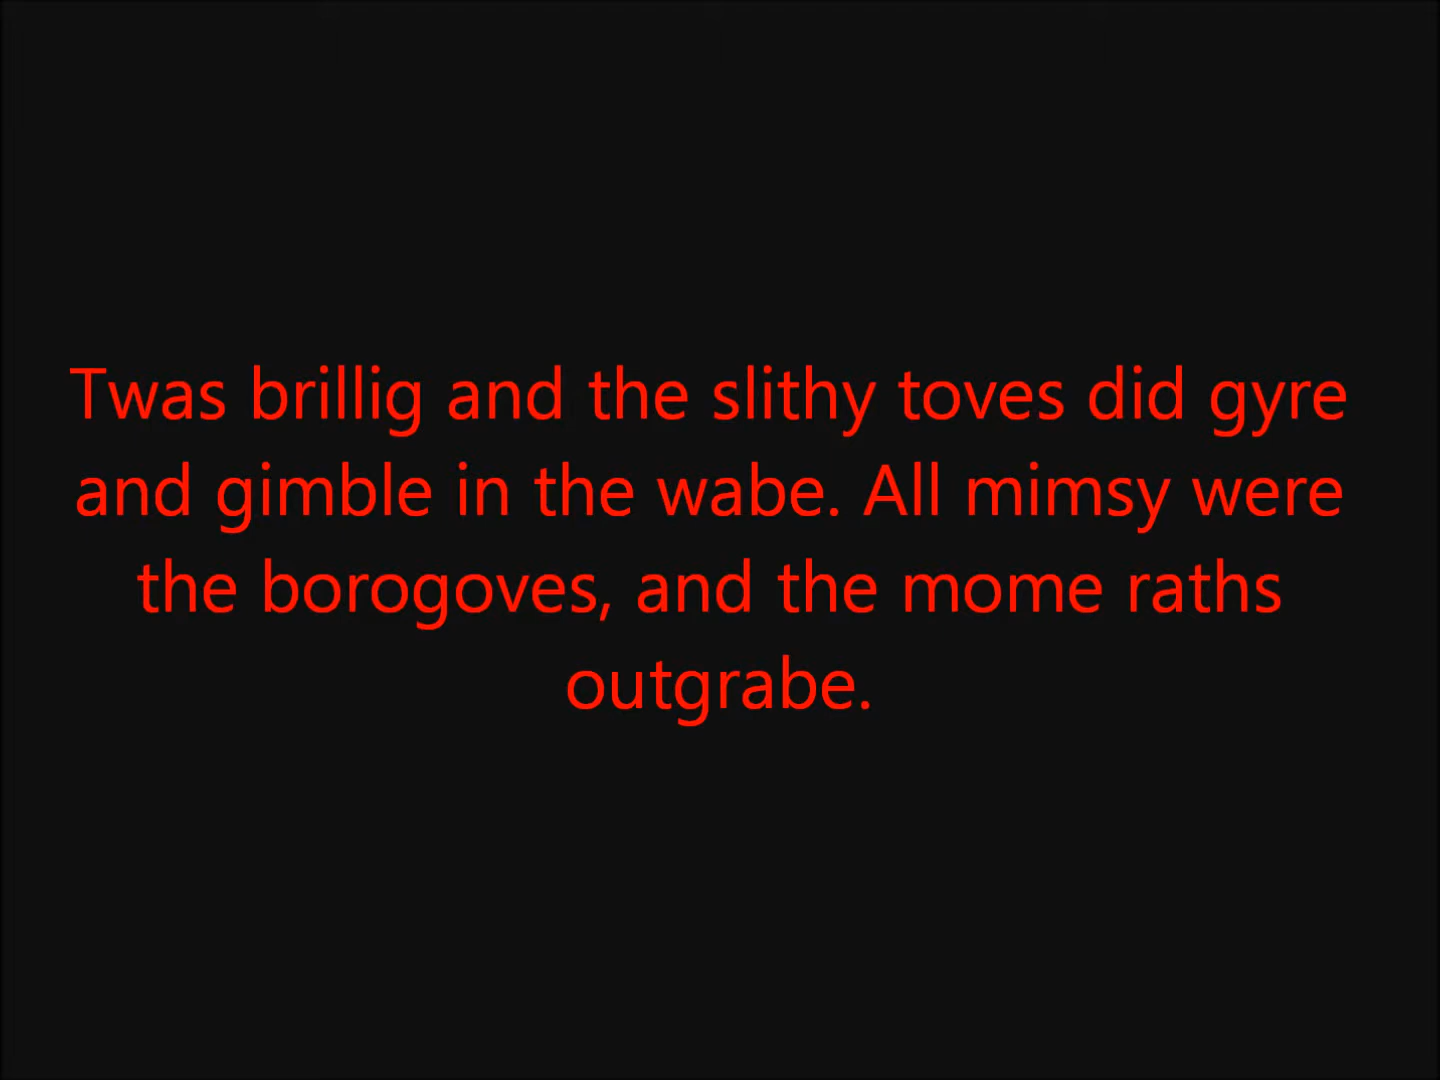 Twas brillig and the slithy toves did gyre
and gimble in the wabe. All mimsy were
the borogoves, and the mome raths
outgrabe.